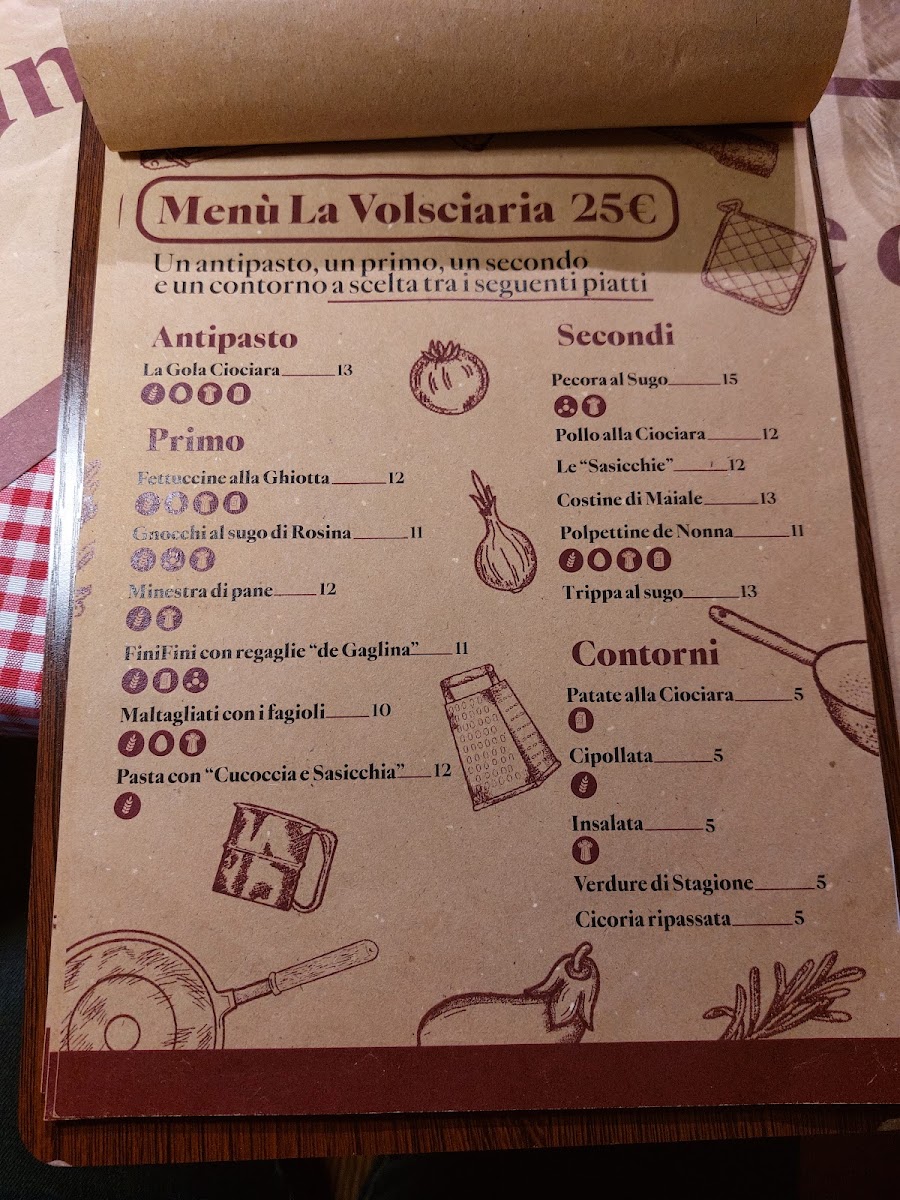 Menù La Volsciaria 25€
Un antipasto, un primo, un secondo
e un contorno a scelta tra i seguenti piatti
Antipasto
La Gola Ciociara 13
Primo
Fettuccine alla Ghiotta 12
Gnocchi al sugo di Rosina 11
Minestra di pane 12
FiniFini con regaglie "de Gaglina" 11
Maltagliati con i fagioli 10
Pasta con "Cucoccia e Sasicchia" 12
Secondi
Pecora al Sugo 15
Pollo alla Ciociara 12
Le "Sasicchie" 12
Costine di Maiale 13
Polpettine de Nonna 11
Trippa al sugo 13
Contorni
Patate alla Ciociara 5
Cipollata 5
Insalata 5
Verdure di Stagione 5
Cicoria ripassata 5